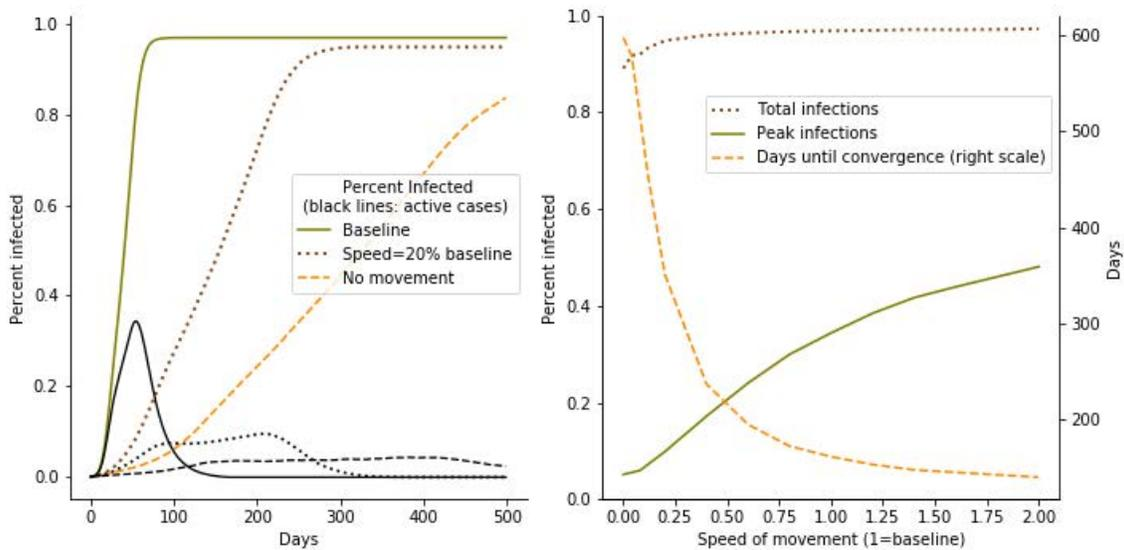 1.0
0.8
0.6
0.4
0.2
0.0
Percent infected
0 100 200 300 400 500
Days
Percent Infected
(black lines: active cases)
Baseline
Speed=20% baseline
No movement
1.0
0.8
0.6
0.4
0.2
0.0
Percent infected
0.00 0.25 0.50 0.75 1.00 1.25 1.50 1.75 2.00
Speed of movement (1=baseline)
Total infections
Peak infections
Days until convergence (right scale)
600
500
400
300
200
Days